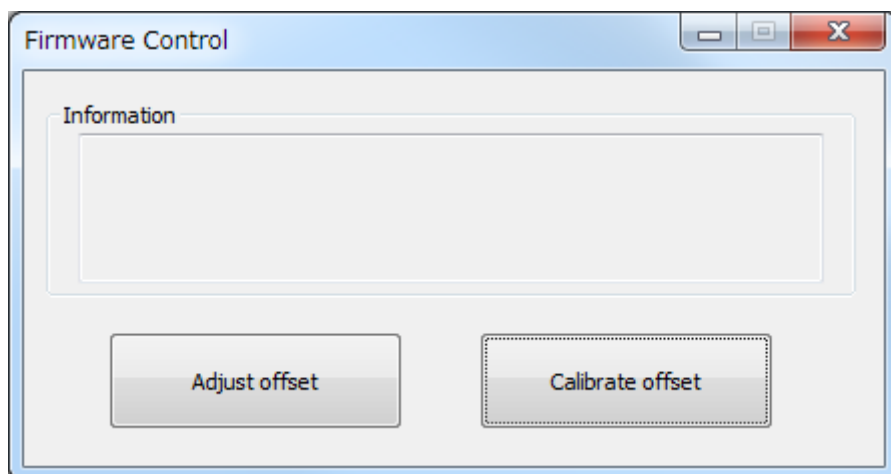 Firmware Control
Information
Adjust offset
Calibrate offset